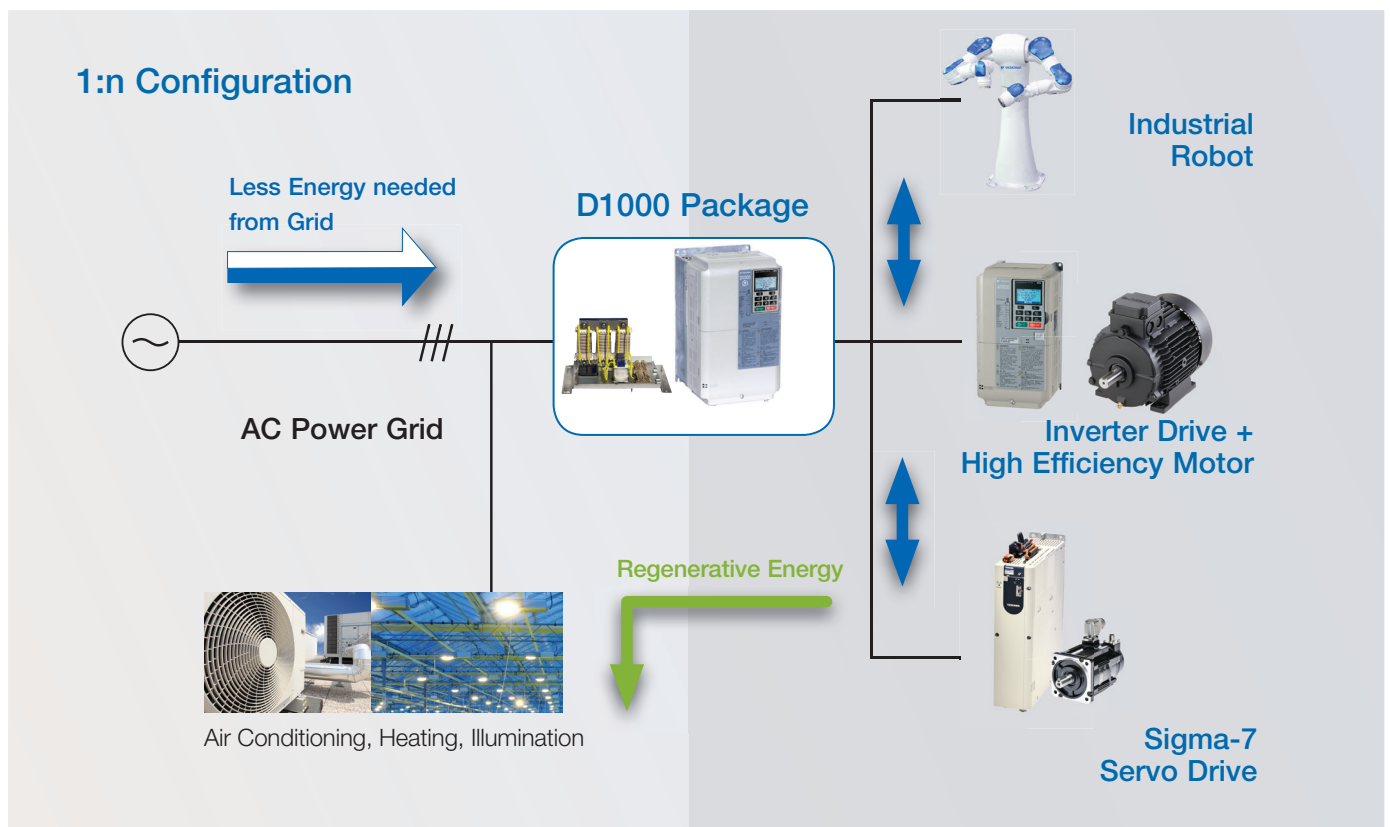 1:n Configuration
Less Energy needed
from Grid
D1000 Package
Industrial
Robot
AC Power Grid
Inverter Drive +
High Efficiency Motor
Regenerative Energy
Air Conditioning, Heating, Illumination
Sigma-7
Servo Drive